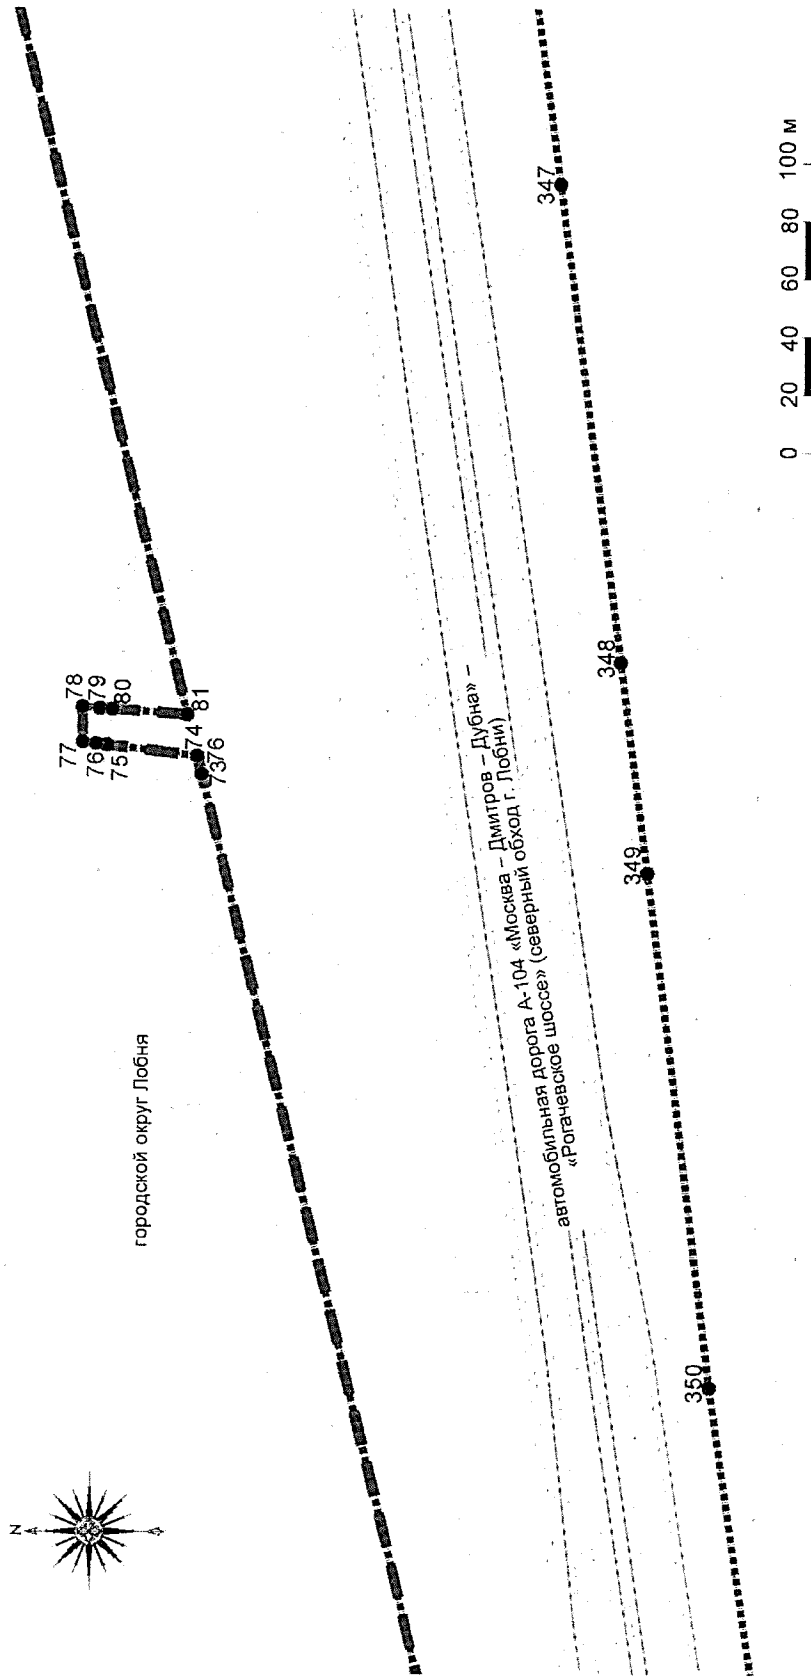 N
городской округ Лобня
77
78
76
79
75
80
74
81
73
76
автомобильная дорога А-104 «Москва – Дмитров – Дубна» –
«Рогачевское шоссе» (северный обход г. Лобни)
350
349
348
347
0 20 40 60 80 100 м